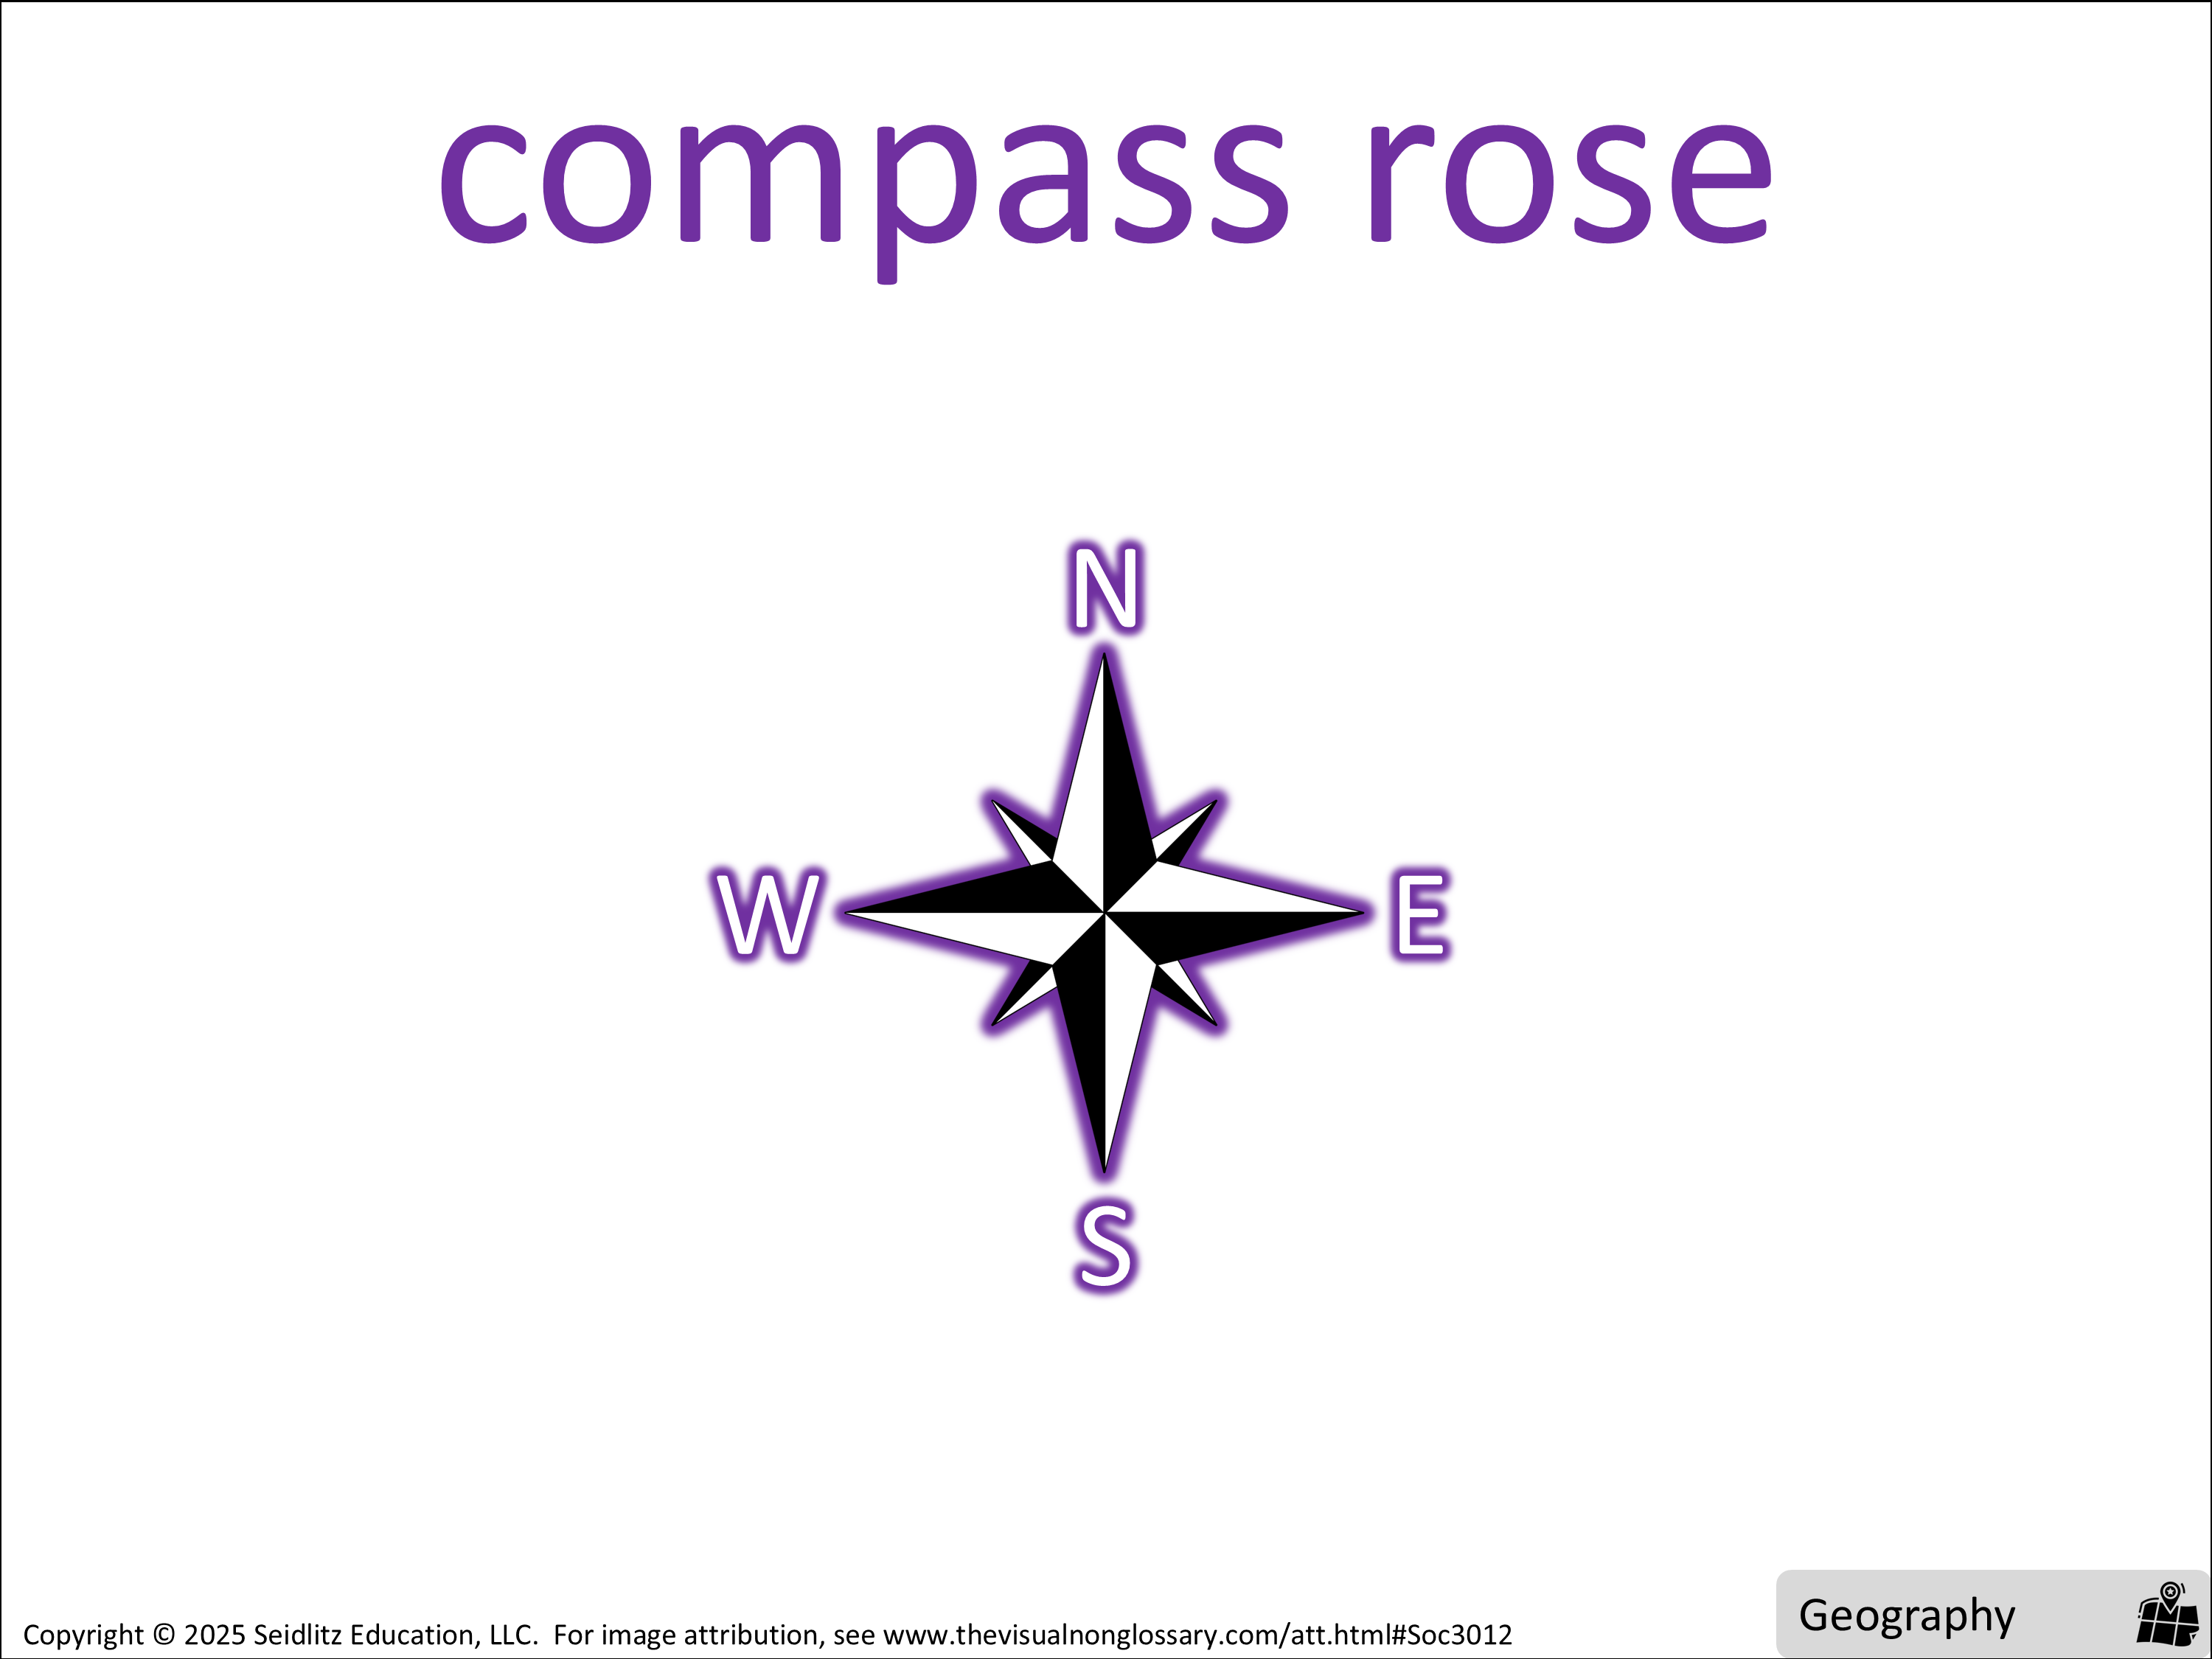 compass rose
N
W E
S
Geography
Copyright © 2025 Seidlitz Education, LLC.  For image attribution, see www.thevisualnonglossary.com/att.html#Soc3012